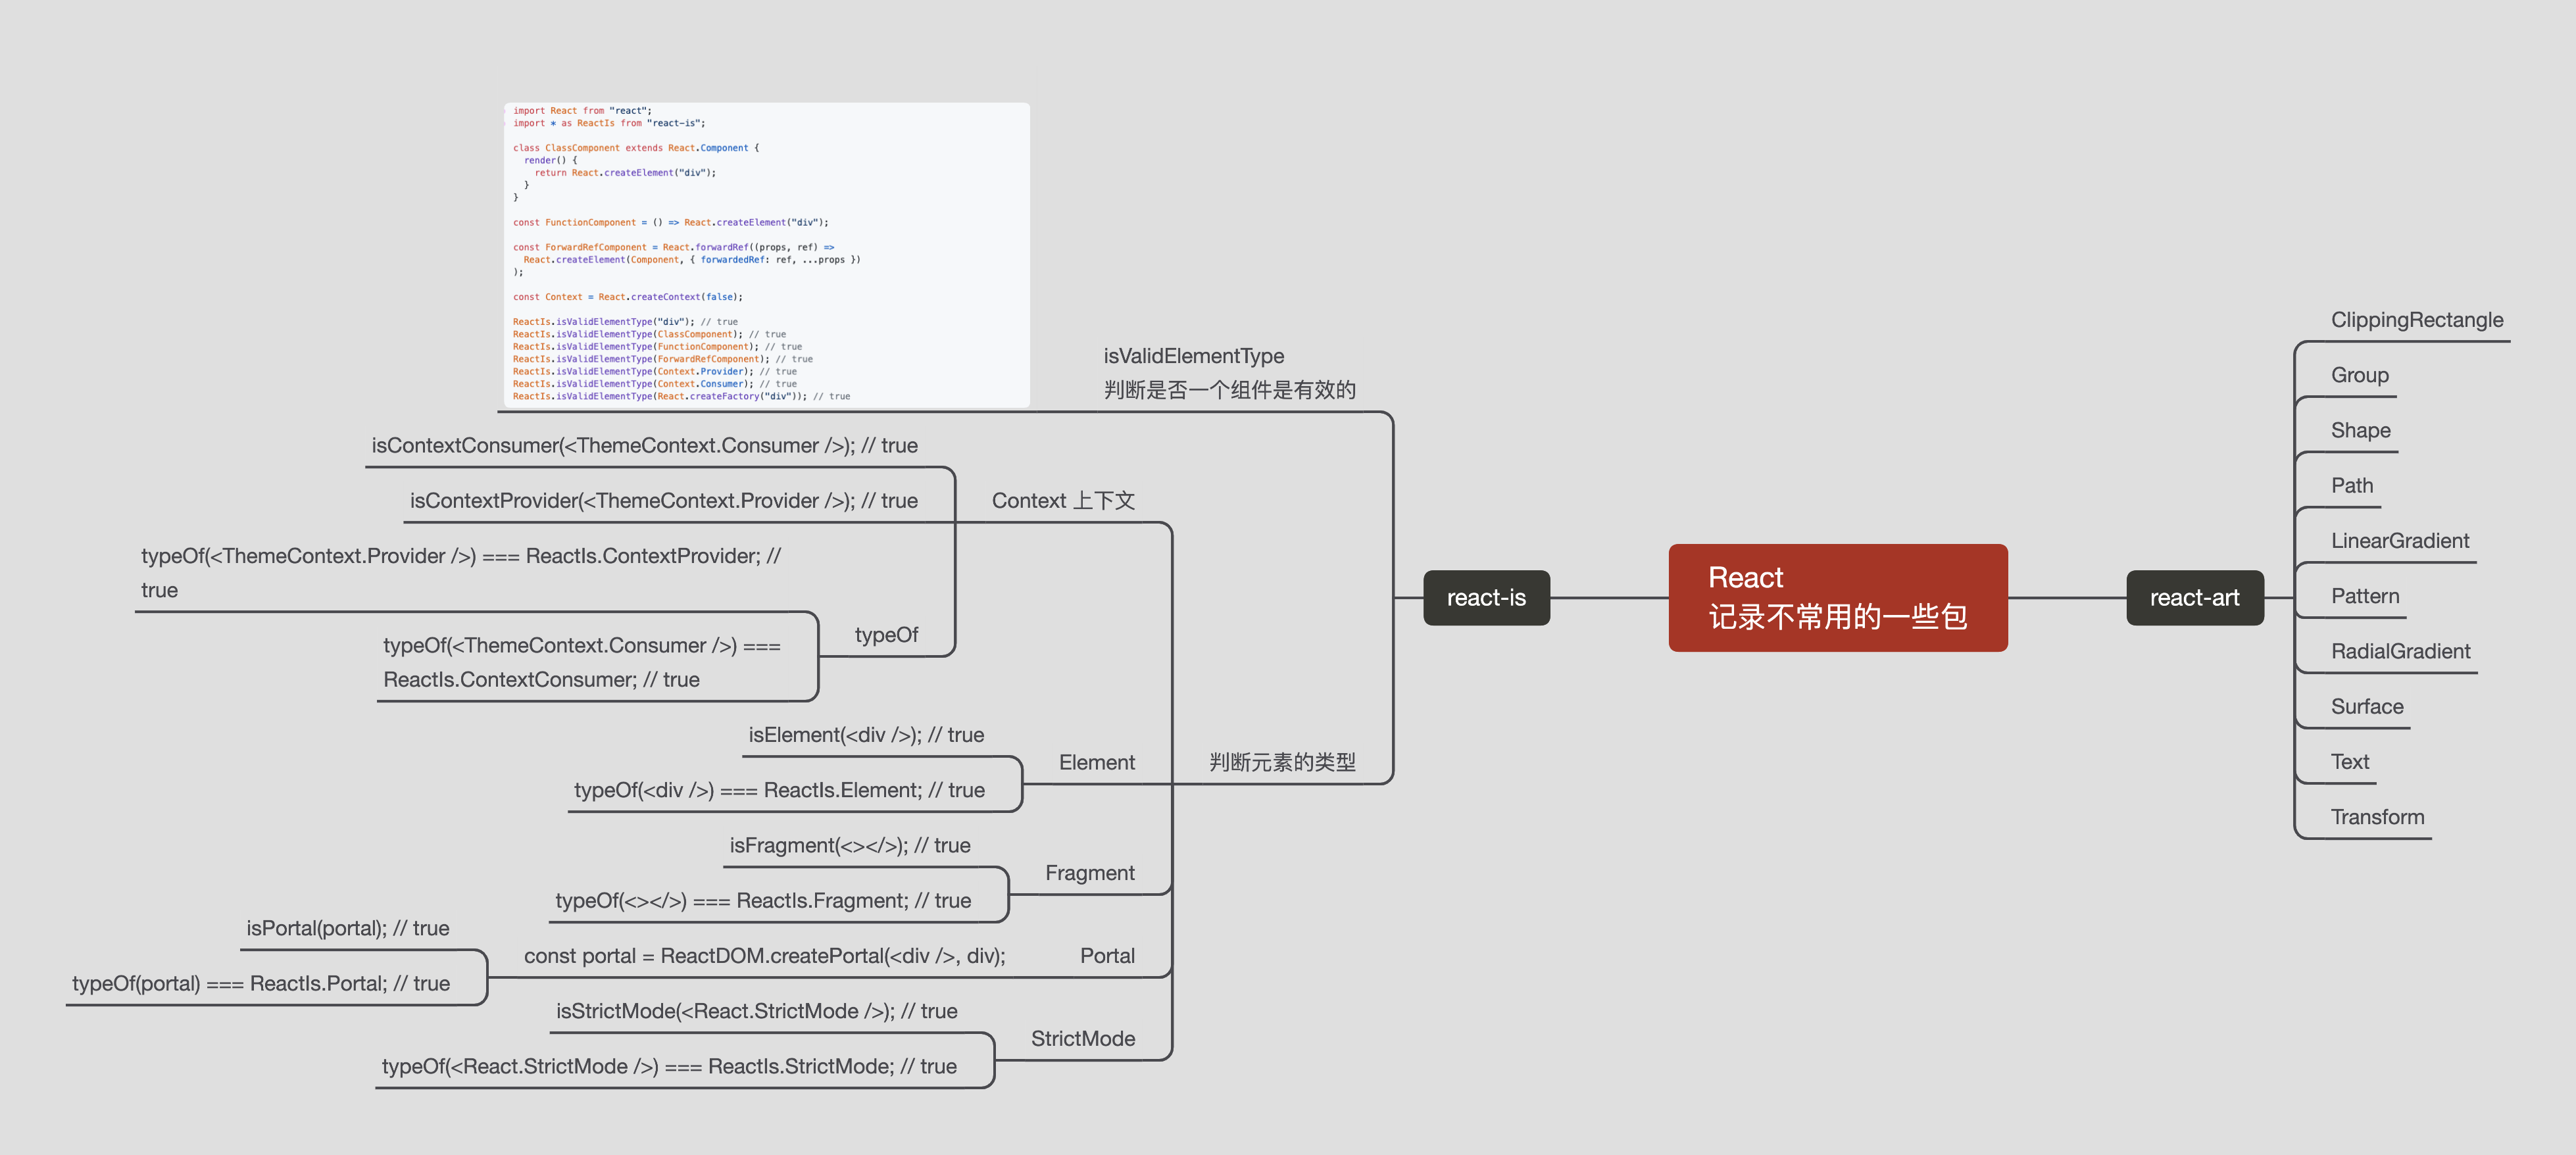 import React from "react";
import * as ReactIs from "react-is";
class ClassComponent extends React.Component {
render() {
return React.createElement("div");
}
}
const FunctionComponent = () => React.createElement("div");
const ForwardRefComponent = React.forwardRef((props, ref) =>
React.createElement(Component, { forwardedRef: ref, ...props })
);
const Context = React.createContext(false);
ReactIs.isValidElementType("div"); // true
ReactIs.isValidElementType(ClassComponent); // true
ReactIs.isValidElementType(FunctionComponent); // true
ReactIs.isValidElementType(ForwardRefComponent); // true
ReactIs.isValidElementType(Context.Provider); // true
ReactIs.isValidElementType(Context.Consumer); // true
ReactIs.isValidElementType(React.createFactory("div")); // true
isValidElementType
判断是否一个组件是有效的
isContextConsumer(<ThemeContext.Consumer />); // true
isContextProvider(<ThemeContext.Provider />); // true
Context 上下文
typeOf(<ThemeContext.Provider />) === ReactIs.ContextProvider; //
true
typeOf
typeOf(<ThemeContext.Consumer />) ===
ReactIs.ContextConsumer; // true
isElement(<div />); // true
Element
typeOf(<div />) === ReactIs.Element; // true
判断元素的类型
isFragment(<></>); // true
Fragment
typeOf(<></>) === ReactIs.Fragment; // true
isPortal(portal); // true
typeOf(portal) === ReactIs.Portal; // true
const portal = ReactDOM.createPortal(<div />, div);
Portal
isStrictMode(<React.StrictMode />); // true
StrictMode
typeOf(<React.StrictMode />) === ReactIs.StrictMode; // true
react-is
React
记录不常用的一些包
react-art
ClippingRectangle
Group
Shape
Path
LinearGradient
Pattern
RadialGradient
Surface
Text
Transform